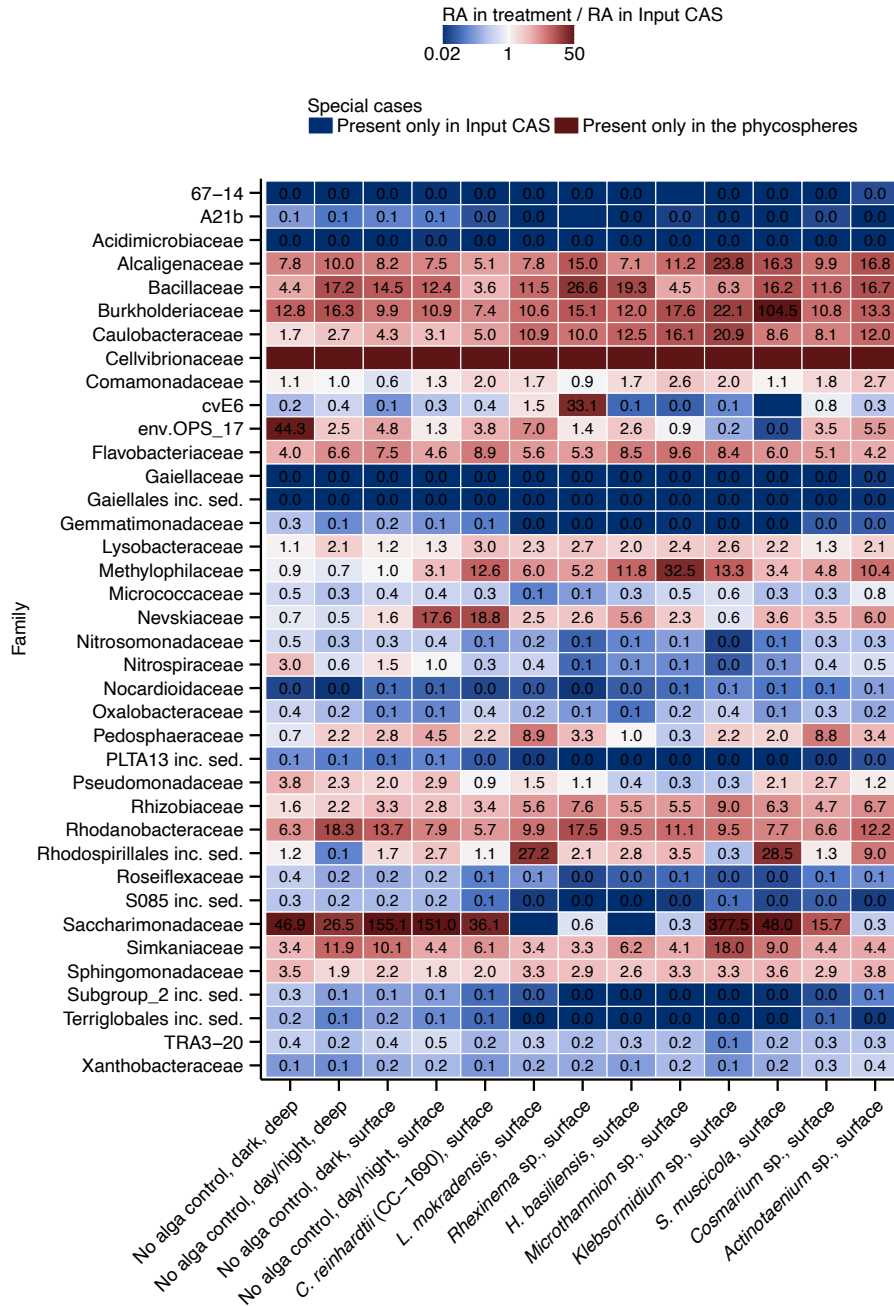 RA in treatment / RA in Input CAS
0.02 1 50
Special cases
Present only in Input CAS Present only in the phycospheres
Family
67−14 0.0 0.0 0.0 0.0 0.0 0.0 0.0 0.0 0.0 0.0 0.0 0.0
A21b 0.1 0.1 0.1 0.1 0.0 0.0 0.0 0.0 0.0 0.0 0.0 0.0
Acidimicrobiaceae 0.0 0.0 0.0 0.0 0.0 0.0 0.0 0.0 0.0 0.0 0.0 0.0 0.0
Alcaligenaceae 7.8 10.0 8.2 7.5 5.1 7.8 15.0 7.1 11.2 23.8 16.3 9.9 16.8
Bacillaceae 4.4 17.2 14.5 12.4 3.6 11.5 26.6 19.3 4.5 6.3 16.2 11.6 16.7
Burkholderiaceae 12.8 16.3 9.9 10.9 7.4 10.6 15.1 12.0 17.6 22.1 104.5 10.8 13.3
Caulobacteraceae 1.7 2.7 4.3 3.1 5.0 10.9 10.0 12.5 16.1 20.9 8.6 8.1 12.0
Cellvibrionaceae
Comamonadaceae 1.1 1.0 0.6 1.3 2.0 1.7 0.9 1.7 2.6 2.0 1.1 1.8 2.7
cvE6 0.2 0.4 0.1 0.3 0.4 1.5 33.1 0.1 0.0 0.1 0.8 0.3
env.OPS_17 44.3 2.5 4.8 1.3 3.8 7.0 1.4 2.6 0.9 0.2 0.0 3.5 5.5
Flavobacteriaceae 4.0 6.6 7.5 4.6 8.9 5.6 5.3 8.5 9.6 8.4 6.0 5.1 4.2
Gaiellaceae 0.0 0.0 0.0 0.0 0.0 0.0 0.0 0.0 0.0 0.0 0.0 0.0 0.0
Gaiellales inc. sed. 0.0 0.0 0.0 0.0 0.0 0.0 0.0 0.0 0.0 0.0 0.0 0.0 0.0
Gemmatimonadaceae 0.3 0.1 0.2 0.1 0.1 0.0 0.0 0.0 0.0 0.0 0.0 0.0 0.0
Lysobacteraceae 1.1 2.1 1.2 1.3 3.0 2.3 2.7 2.0 2.4 2.6 2.2 1.3 2.1
Methylophilaceae 0.9 0.7 1.0 3.1 12.6 6.0 5.2 11.8 32.5 13.3 3.4 4.8 10.4
Micrococcaceae 0.5 0.3 0.4 0.4 0.3 0.1 0.1 0.3 0.5 0.6 0.3 0.3 0.8
Nevskiaceae 0.7 0.5 1.6 17.6 18.8 2.5 2.6 5.6 2.3 0.6 3.6 3.5 6.0
Nitrosomonadaceae 0.5 0.3 0.3 0.4 0.1 0.2 0.1 0.1 0.1 0.0 0.1 0.3 0.3
Nitrospiraceae 3.0 0.6 1.5 1.0 0.3 0.4 0.1 0.1 0.1 0.0 0.1 0.4 0.5
Nocardioidaceae 0.0 0.0 0.1 0.1 0.0 0.0 0.0 0.0 0.1 0.1 0.1 0.1 0.1
Oxalobacteraceae 0.4 0.2 0.1 0.1 0.4 0.2 0.1 0.1 0.2 0.4 0.1 0.3 0.2
Pedosphaeraceae 0.7 2.2 2.8 4.5 2.2 8.9 3.3 1.0 0.3 2.2 2.0 8.8 3.4
PLTA13 inc. sed. 0.1 0.1 0.1 0.1 0.0 0.0 0.0 0.0 0.0 0.0 0.0 0.0 0.0
Pseudomonadaceae 3.8 2.3 2.0 2.9 0.9 1.5 1.1 0.4 0.3 0.3 2.1 2.7 1.2
Rhizobiaceae 1.6 2.2 3.3 2.8 3.4 5.6 7.6 5.5 5.5 9.0 6.3 4.7 6.7
Rhodanobacteraceae 6.3 18.3 13.7 7.9 5.7 9.9 17.5 9.5 11.1 9.5 7.7 6.6 12.2
Rhodospirillales inc. sed. 1.2 0.1 1.7 2.7 1.1 27.2 2.1 2.8 3.5 0.3 28.5 1.3 9.0
Roseiflexaceae 0.4 0.2 0.2 0.2 0.1 0.1 0.0 0.0 0.1 0.0 0.0 0.1 0.1
S085 inc. sed. 0.3 0.2 0.2 0.2 0.1 0.0 0.0 0.0 0.0 0.1 0.0 0.0 0.0
Saccharimonadaceae 46.9 26.5 155.1 151.0 36.1 0.6 0.3 377.5 48.0 15.7 0.3
Simkaniaceae 3.4 11.9 10.1 4.4 6.1 3.4 3.3 6.2 4.1 18.0 9.0 4.4 4.4
Sphingomonadaceae 3.5 1.9 2.2 1.8 2.0 3.3 2.9 2.6 3.3 3.3 3.6 2.9 3.8
Subgroup_2 inc. sed. 0.3 0.1 0.1 0.1 0.1 0.0 0.0 0.0 0.0 0.0 0.0 0.0 0.1
Terriglobales inc. sed. 0.2 0.1 0.2 0.1 0.1 0.0 0.0 0.0 0.0 0.0 0.0 0.1 0.0
TRA3−20 0.4 0.2 0.4 0.5 0.2 0.3 0.2 0.3 0.2 0.1 0.2 0.3 0.3
Xanthobacteraceae 0.1 0.1 0.2 0.2 0.1 0.2 0.2 0.1 0.2 0.1 0.2 0.3 0.4
No alga control, dark, deep
No alga control, day/night, deep
No alga control, dark, surface
No alga control, day/night, surface
C. reinhardtii (CC−1690), surface
L. mokradensis, surface
Rhexinema sp., surface
H. basiliensis, surface
Microthamnion sp., surface
Klebsormidium sp., surface
S. muscicola, surface
Cosmarium sp., surface
Actinotaenium sp., surface